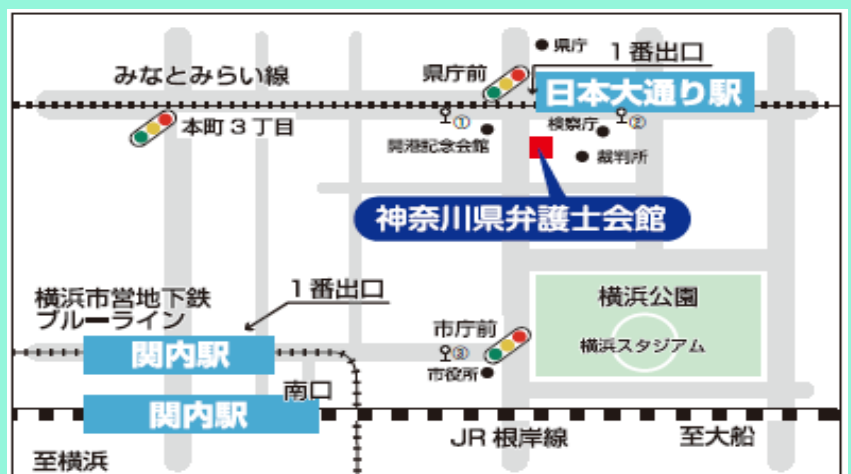 県庁
1番出口
県庁前
みなとみらい線
日本大通り駅
本町3丁目
①
検察庁
②
開港記念会館
裁判所
神奈川県弁護士会館
1番出口
横浜市営地下鉄
ブルーライン
横浜公園
市庁前
関内駅
③
横浜スタジアム
市役所
南口
関内駅
JR根岸線
至大船
至横浜